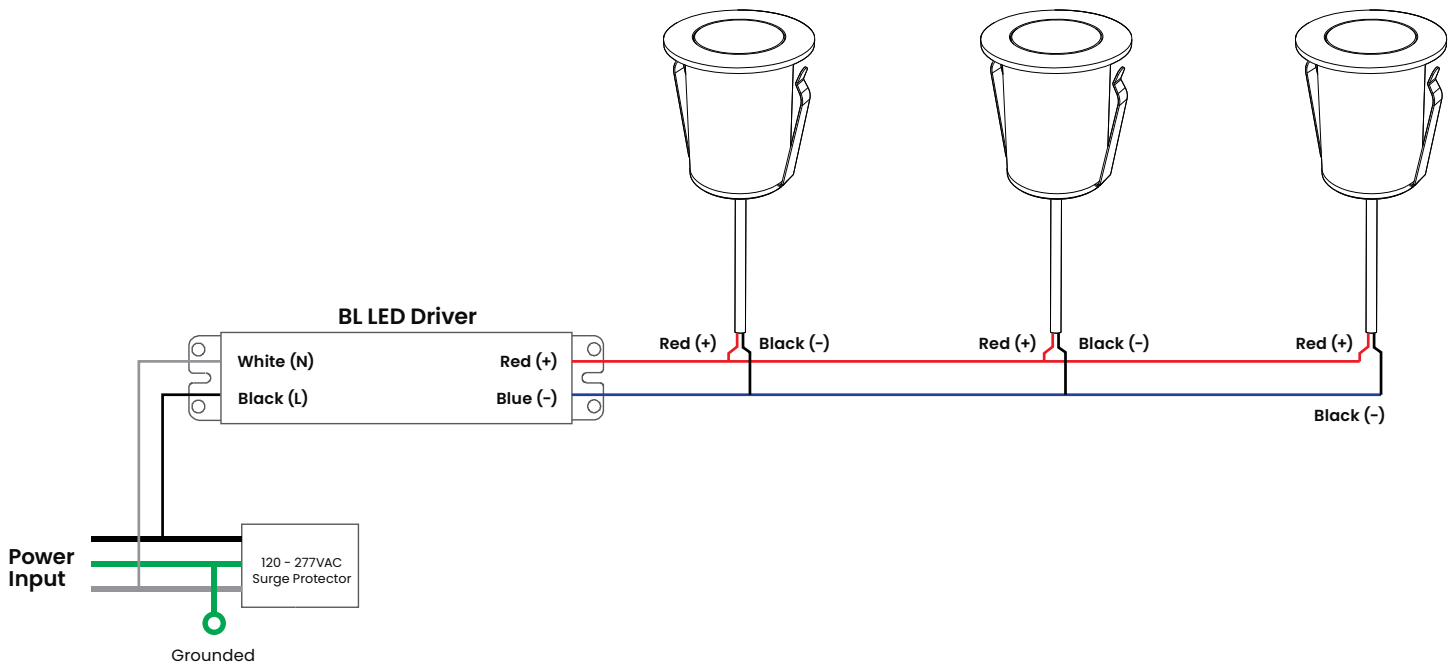 BL LED Driver
Red (+)
Black (-)
Red (+)
Black (-)
Red (+)
White (N)
Red (+)
Black (L)
Blue (-)
Black (-)
Power
Input
120 - 277VAC
Surge Protector
Grounded